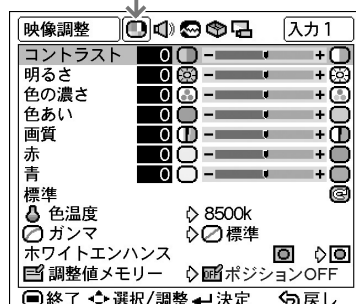 映像調整 入力1
コントラスト 0 - +
明るさ 0 - +
色の濃さ 0 - +
色あい 0 - +
画質 0 - +
赤 0 - +
青 0 - +
標準
色温度 8500k
ガンマ 標準
ホワイトエンハンス
調整値メモリー ポジションOFF
終了 選択/調整 決定 戻し